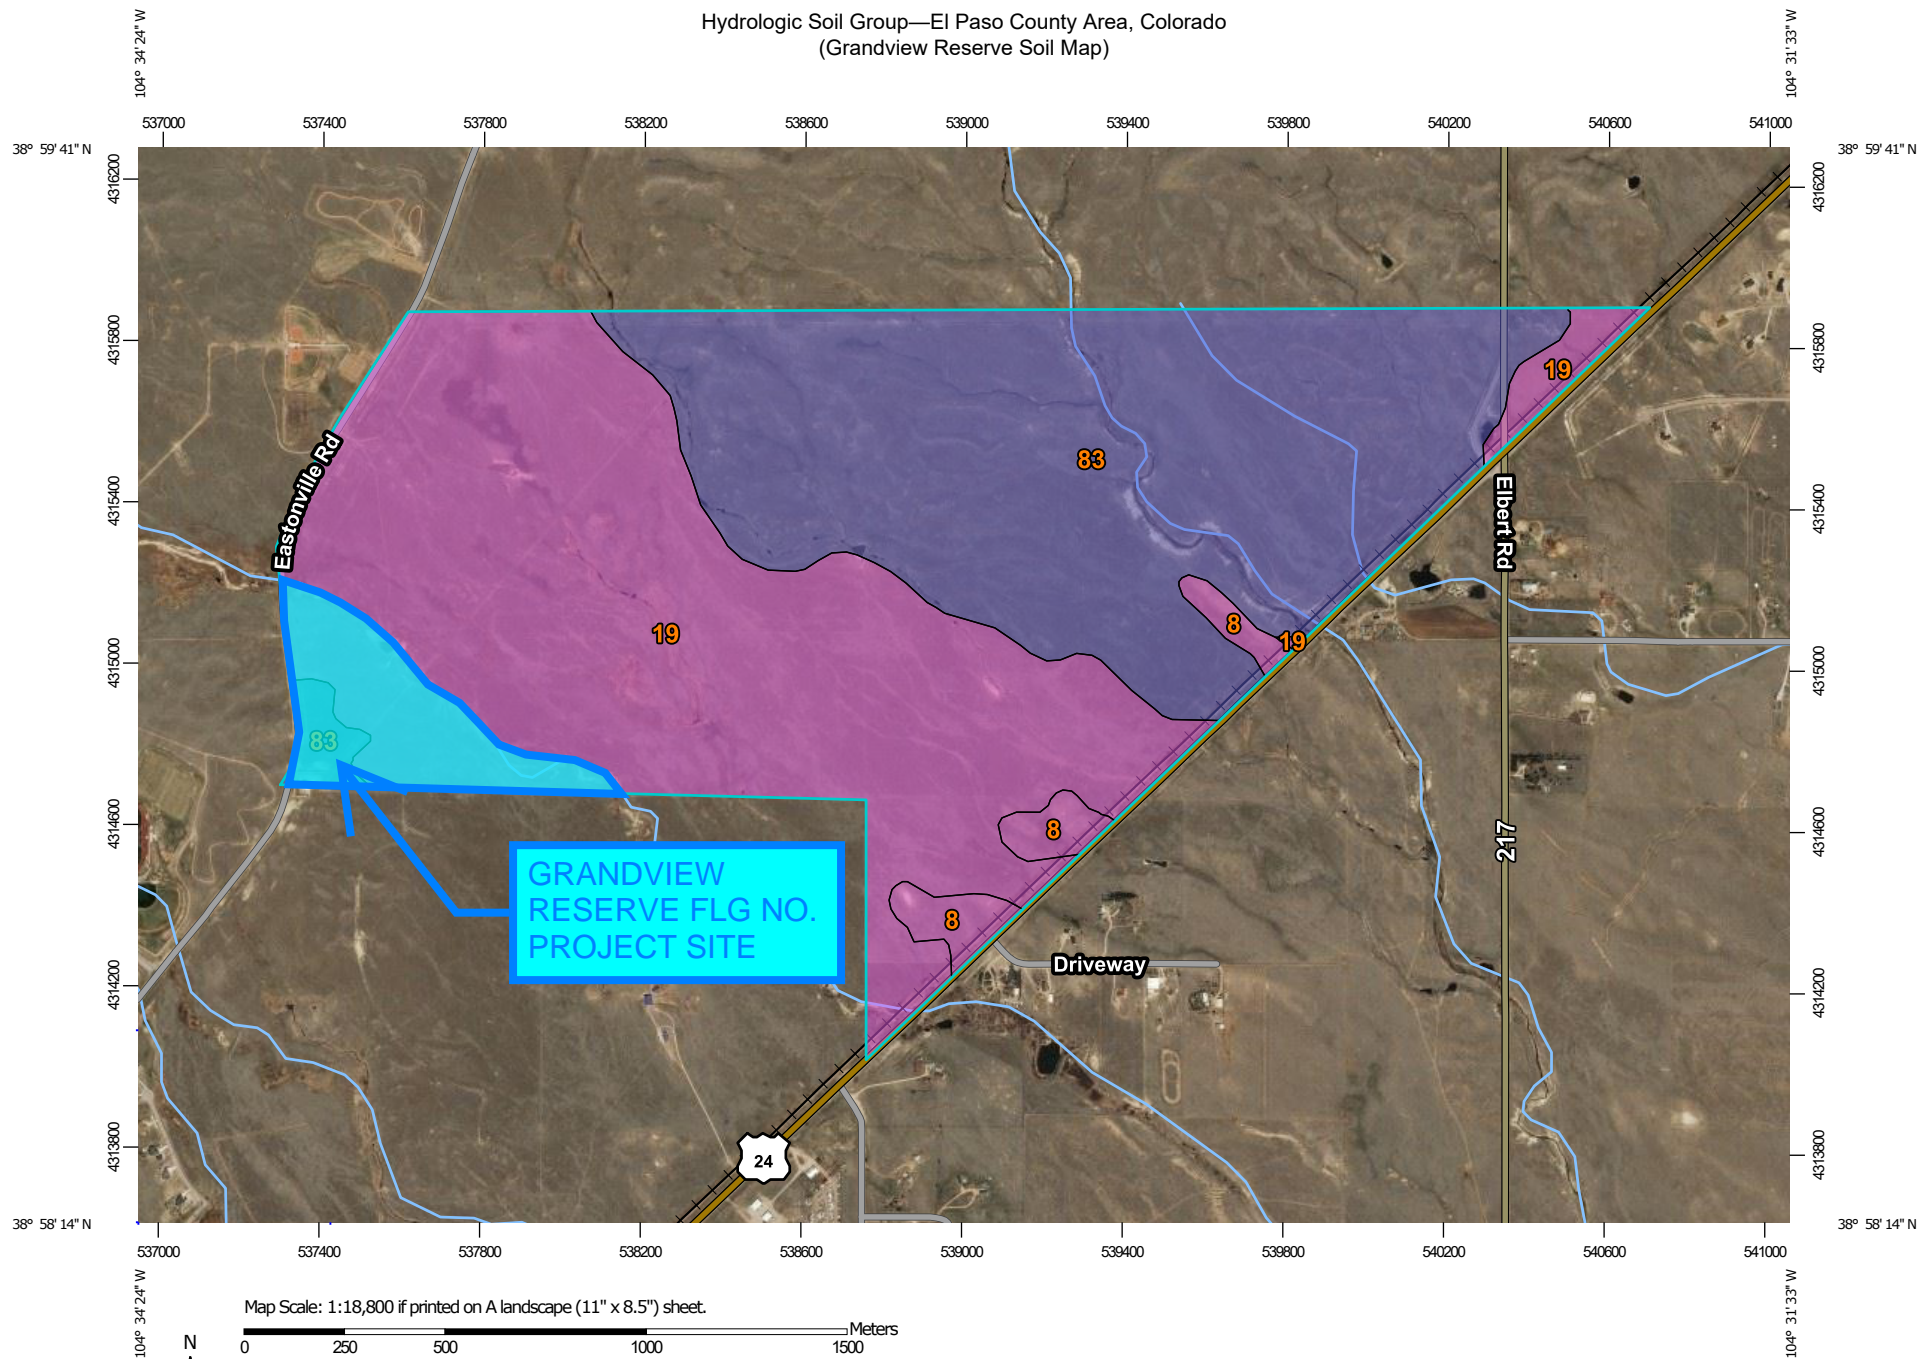 Hydrologic Soil Group—El Paso County Area, Colorado
(Grandview Reserve Soil Map)
104° 34' 24" W
104° 31' 33" W
537000 537400 537800 538200 538600 539000 539400 539800 540200 540600 541000
38° 59' 41" N
38° 59' 41" N
4316200
4316200
4315800
4315800
19
Eastonville Rd
83
4315400
4315400
Elbert Rd
8
19
19
4315000
4315000
83
8
4314600
4314600
217
GRANDVIEW
RESERVE FLG NO.
PROJECT SITE
8
Driveway
4314200
4314200
4313800
4313800
24
38° 58' 14" N
38° 58' 14" N
537000 537400 537800 538200 538600 539000 539400 539800 540200 540600 541000
104° 34' 24" W
104° 31' 33" W
Map Scale: 1:18,800 if printed on A landscape (11" x 8.5") sheet.
Meters
N
0 250 500 1000 1500